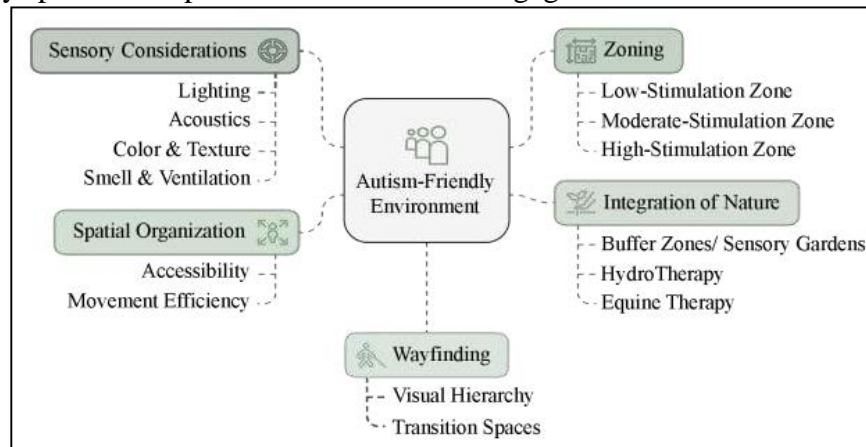 Sensory Considerations
Lighting
Acoustics
Color & Texture
Smell & Ventilation
Spatial Organization
Accessibility
Movement Efficiency
Autism-Friendly
Environment
Wayfinding
Visual Hierarchy
Transition Spaces
Zoning
Low-Stimulation Zone
Moderate-Stimulation Zone
High-Stimulation Zone
Integration of Nature
Buffer Zones/ Sensory Gardens
HydroTherapy
Equine Therapy